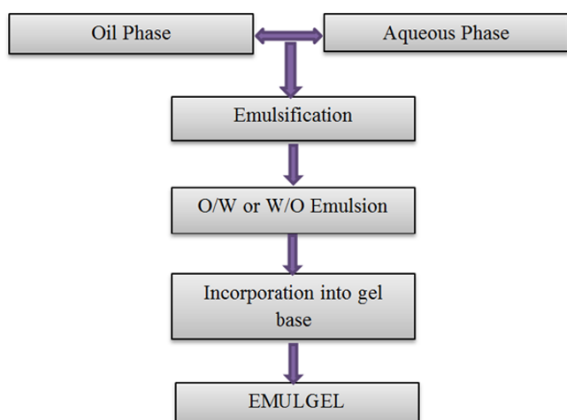 Oil Phase
Aqueous Phase
Emulsification
O/W or W/O Emulsion
Incorporation into gel
base
EMULGEL